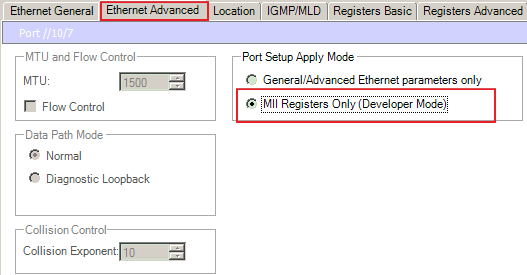 Ethernet General
Ethernet Advanced
Location
IGMP/MLD
Registers Basic
Registers Advanced
Port //10/7
MTU and Flow Control
MTU:
1500
Flow Control
Data Path Mode
Normal
Diagnostic Loopback
Collision Control
Collision Exponent:
10
Port Setup Apply Mode
General/Advanced Ethernet parameters only
MII Registers Only (Developer Mode)